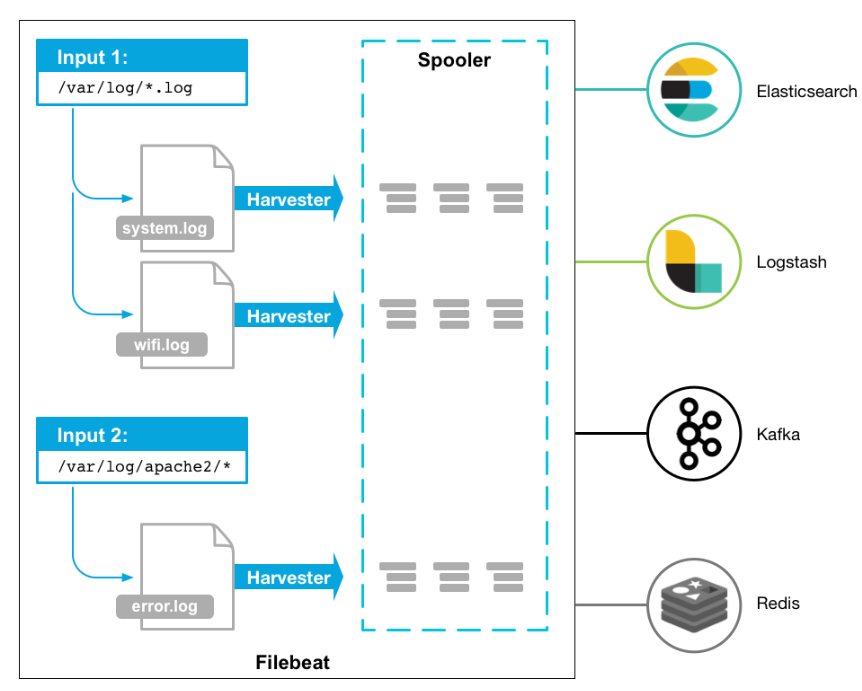 Input 1:
/var/log/*.log
Spooler
system.log
Harvester
wifi.log
Harvester
Input 2:
/var/log/apache2/*
error.log
Harvester
Filebeat
Elasticsearch
Logstash
Kafka
Redis